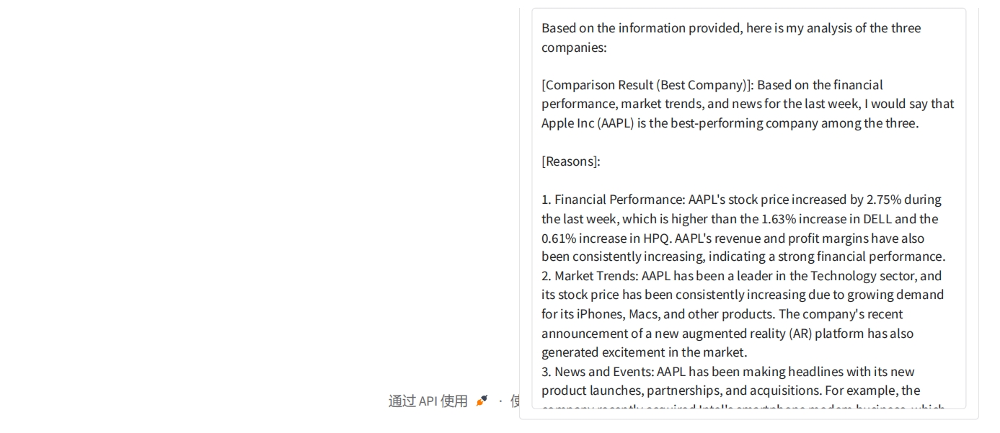 Based on the information provided, here is my analysis of the three
companies:
[Comparison Result (Best Company)]: Based on the financial
performance, market trends, and news for the last week, I would say that
Apple Inc (AAPL) is the best-performing company among the three.
[Reasons]:
1. Financial Performance: AAPL's stock price increased by 2.75% during
the last week, which is higher than the 1.63% increase in DELL and the
0.61% increase in HPQ. AAPL's revenue and profit margins have also
been consistently increasing, indicating a strong financial performance.
2. Market Trends: AAPL has been a leader in the Technology sector, and
its stock price has been consistently increasing due to growing demand
for its iPhones, Macs, and other products. The company's recent
announcement of a new augmented reality (AR) platform has also
generated excitement in the market.
3. News and Events: AAPL has been making headlines with its new
product launches, partnerships, and acquisitions. For example, the
company recently acquired Intel's smartphone modem business, which
通过 API 使用 · 使